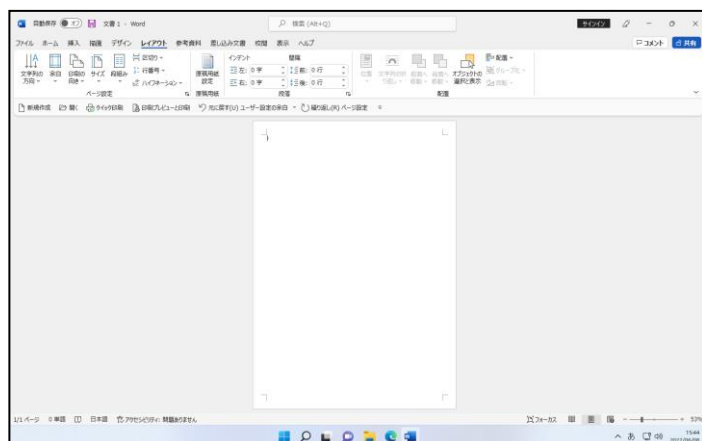 自動保存 オフ 文書 1 - Word 検索 (Alt+Q) サインイン
ファイル ホーム 挿入 描画 デザイン レイアウト 参考資料 差し込み文書 校閲 表示 ヘルプ コメント 共有
文字列の方向 余白 印刷の向き サイズ 段組み 区切り 行番号 ハイフネーション
ページ設定
原稿用紙設定
原稿用紙
インデント 間隔
左: 0 字 前: 0 行
右: 0 字 後: 0 行
段落
位置 文字列の折り返し 前面へ移動 背面へ移動 オブジェクトの選択と表示 配置 グループ化 回転
配置
新規作成 開く クイック印刷 印刷プレビューと印刷 元に戻す(U) ユーザー設定の余白 繰り返し(R) ページ設定
1/1 ページ 0 単語 日本語 アクセシビリティ: 問題ありません フォーカス 53%
あ 15:44